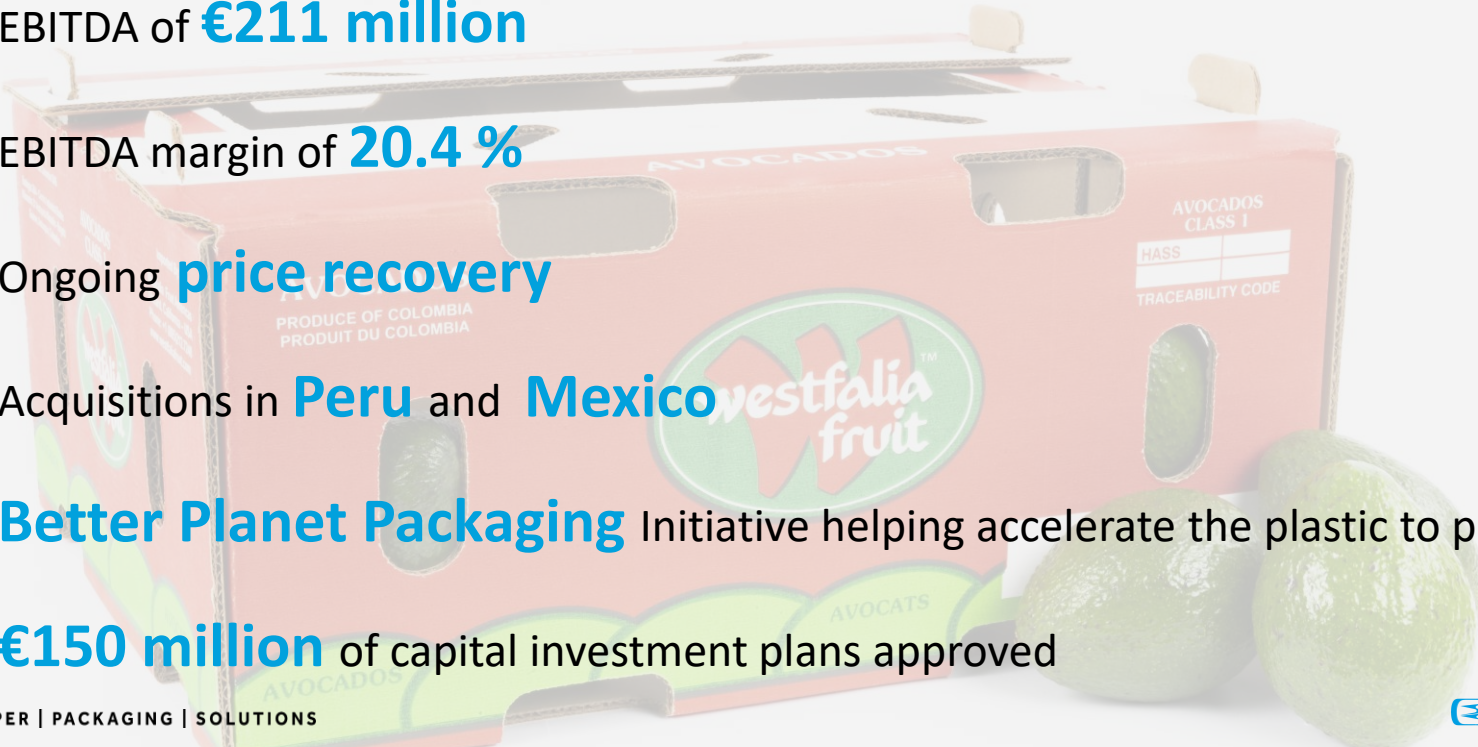 EBITDA of €211 million
EBITDA margin of 20.4 %
AVOCADOS
AVOCADOS
CLASS 1
HASS
TRACEABILITY CODE
Ongoing price recovery
PRODUCE OF COLOMBIA
PRODUIT DU COLOMBIA
Acquisitions in Peru and Mexico
westfalia™
fruit
Better Planet Packaging Initiative helping accelerate the plastic to p
AVOCATS
€150 million of capital investment plans approved
AVOCADOS
PER | PACKAGING | SOLUTIONS